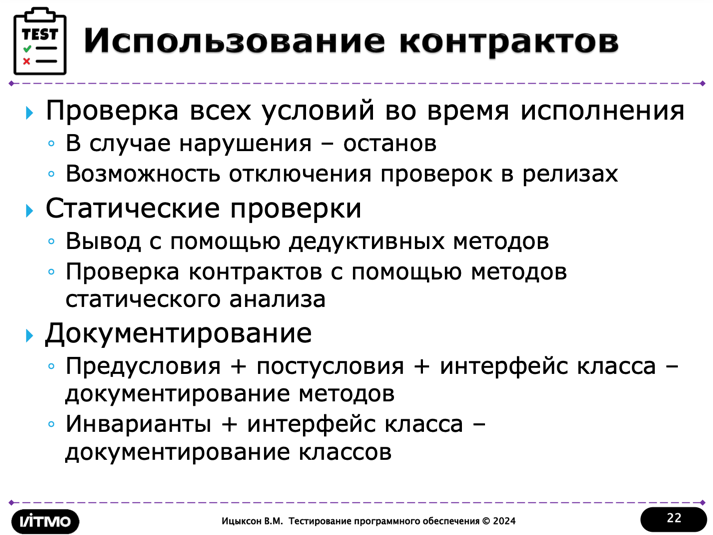 TEST
Использование контрактов
Проверка всех условий во время исполнения
В случае нарушения – останов
Возможность отключения проверок в релизах
Статические проверки
Вывод с помощью дедуктивных методов
Проверка контрактов с помощью методов
статического анализа
Документирование
Предусловия + постусловия + интерфейс класса –
документирование методов
Инварианты + интерфейс класса –
документирование классов
ИТМО
Ицыксон В.М. Тестирование программного обеспечения © 2024
22